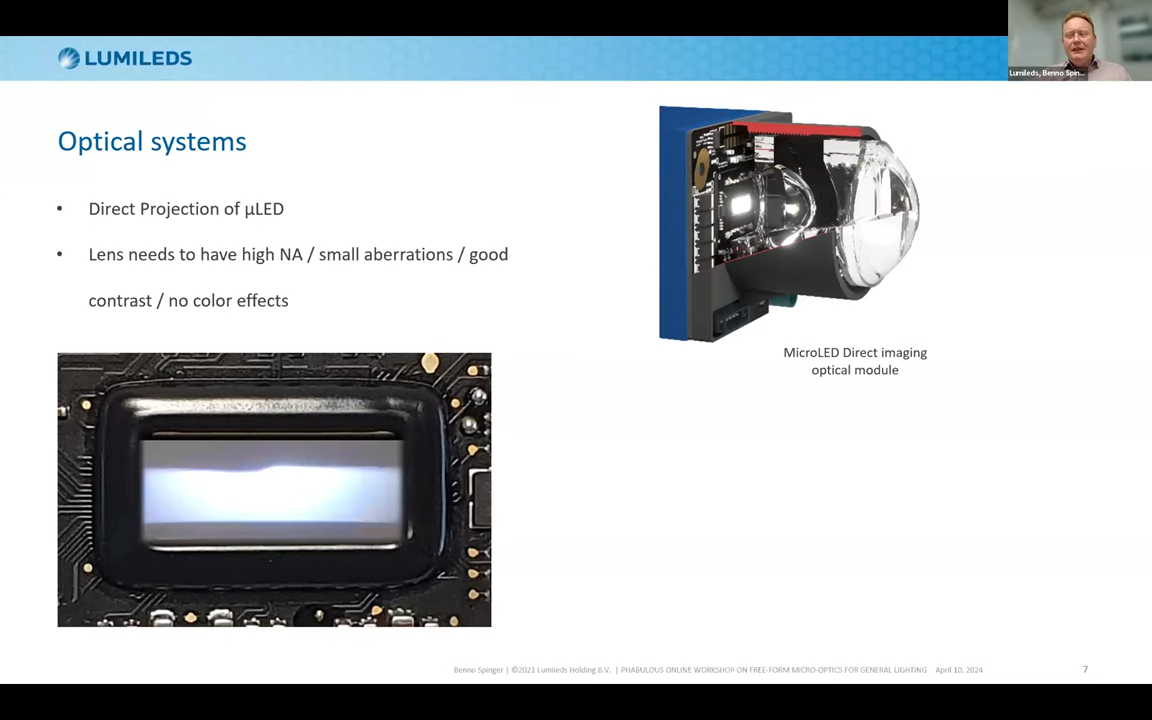 LUMILEDS
Lumileds, Benno Spin...
Optical systems
• Direct Projection of µLED
• Lens needs to have high NA / small aberrations / good
contrast / no color effects
MicroLED Direct imaging
optical module
Benno Spinger | ©2021 Lumileds Holding B.V. | PHABULOUS ONLINE WORKSHOP ON FREE-FORM MICRO-OPTICS FOR GENERAL LIGHTING April 10, 2024
7